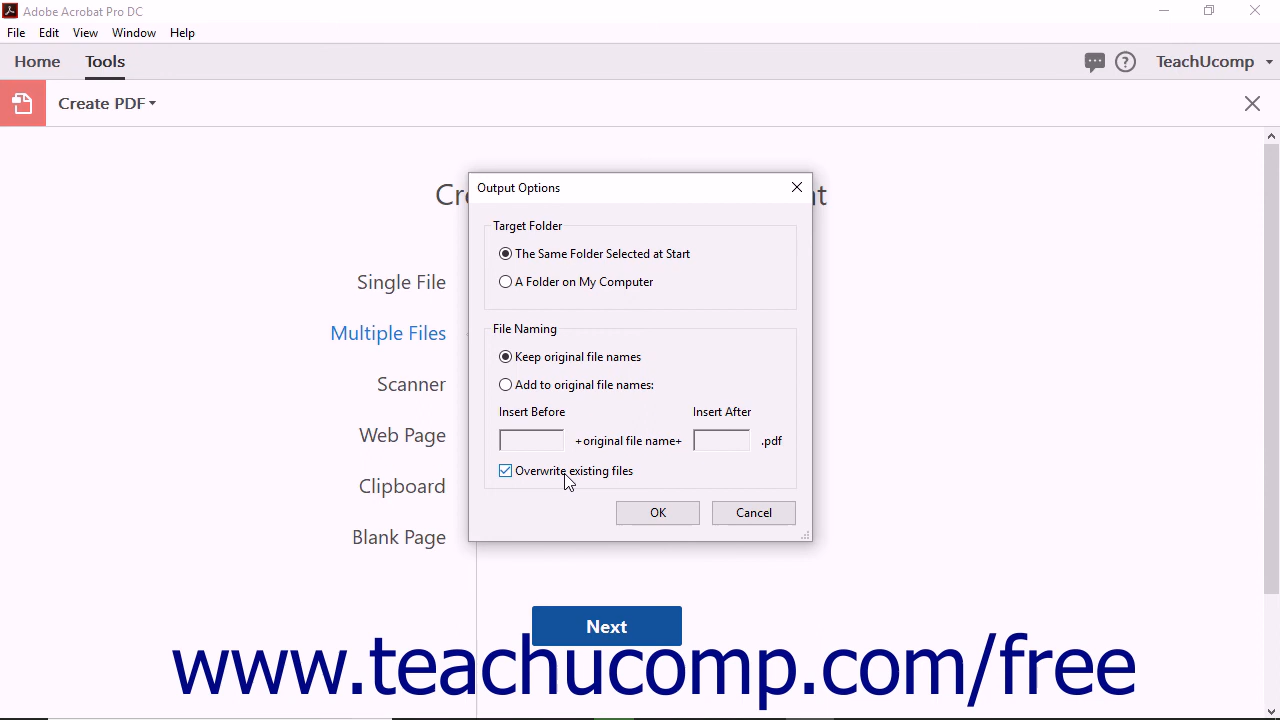 Adobe Acrobat Pro DC
File Edit View Window Help
Home Tools TeachUcomp
Create PDF
Output Options
Target Folder
The Same Folder Selected at Start
A Folder on My Computer
File Naming
Keep original file names
Add to original file names:
Insert Before Insert After
+original file name+ .pdf
Overwrite existing files
OK Cancel
Single File
Multiple Files
Scanner
Web Page
Clipboard
Blank Page
Next
www.teachucomp.com/free